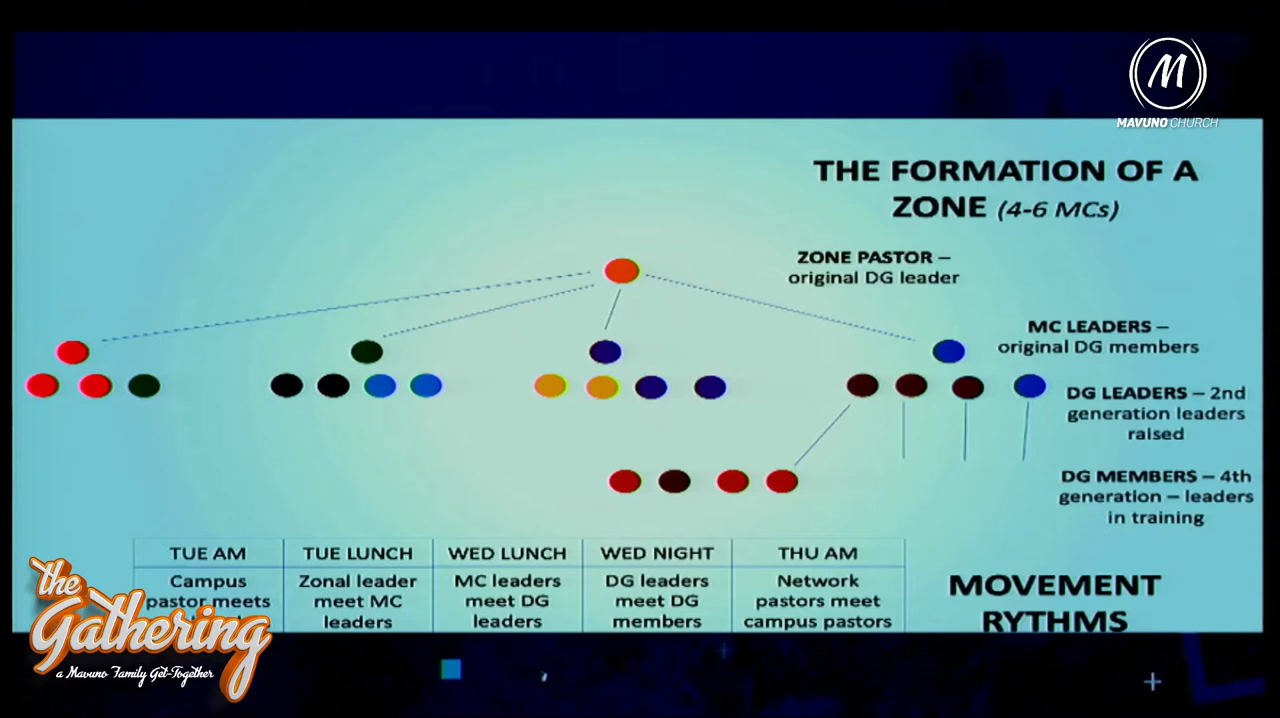 M
MAVUNO CHURCH
THE FORMATION OF A
ZONE (4-6 MCs)
ZONE PASTOR –
original DG leader
MC LEADERS –
original DG members
DG LEADERS – 2nd
generation leaders
raised
DG MEMBERS – 4th
generation – leaders
in training
TUE AM
Campus
pastor meets
TUE LUNCH
Zonal leader
meet MC
leaders
WED LUNCH
MC leaders
meet DG
leaders
WED NIGHT
DG leaders
meet DG
members
THU AM
Network
pastors meet
campus pastors
MOVEMENT
RYTHMS
the
Gathering
a Mavuno Family Get-Together